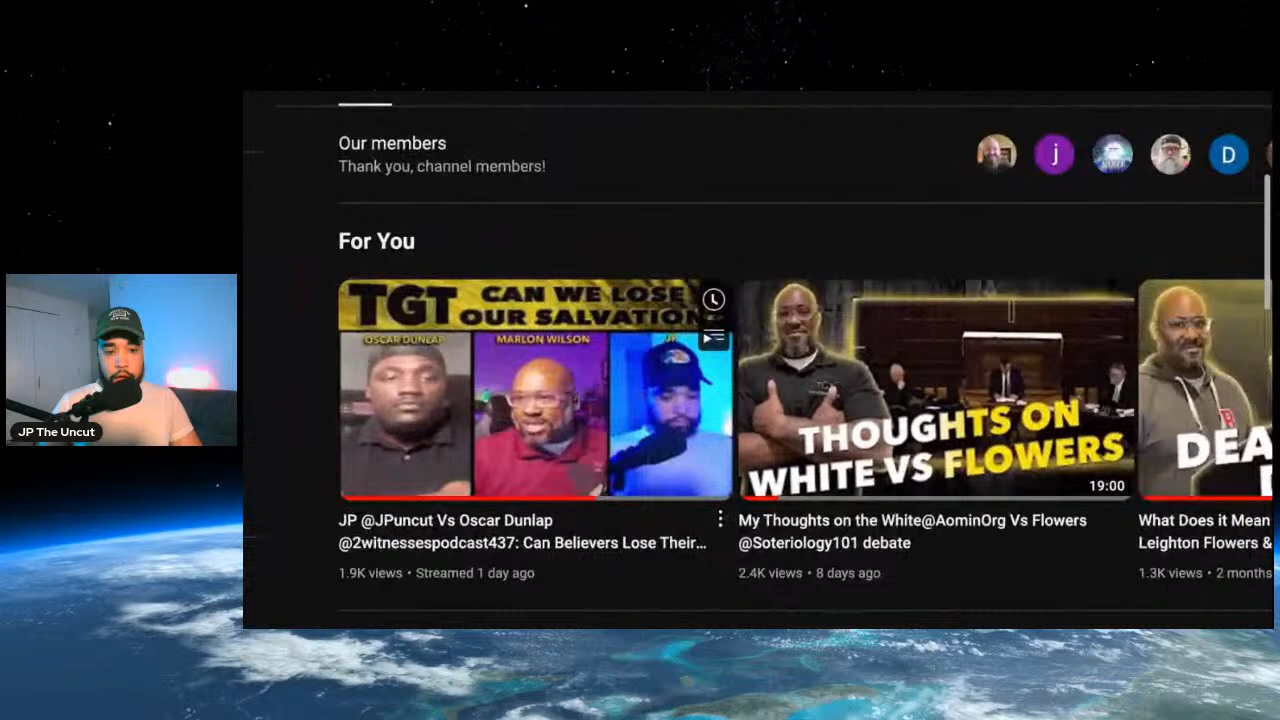 Our members
Thank you, channel members!
j
D
For You
TGT CAN WE LOSE
OUR SALVATION
OSCAR DUNLAP
MARLON WILSON
JP
THOUGHTS ON
WHITE VS FLOWERS
19:00
DEA
JP The Uncut
JP @JPuncut Vs Oscar Dunlap
@2witnessespodcast437: Can Believers Lose Their...
1.9K views • Streamed 1 day ago
My Thoughts on the White@AominOrg Vs Flowers
@Soteriology101 debate
2.4K views • 8 days ago
What Does it Mean
Leighton Flowers &
1.3K views • 2 months